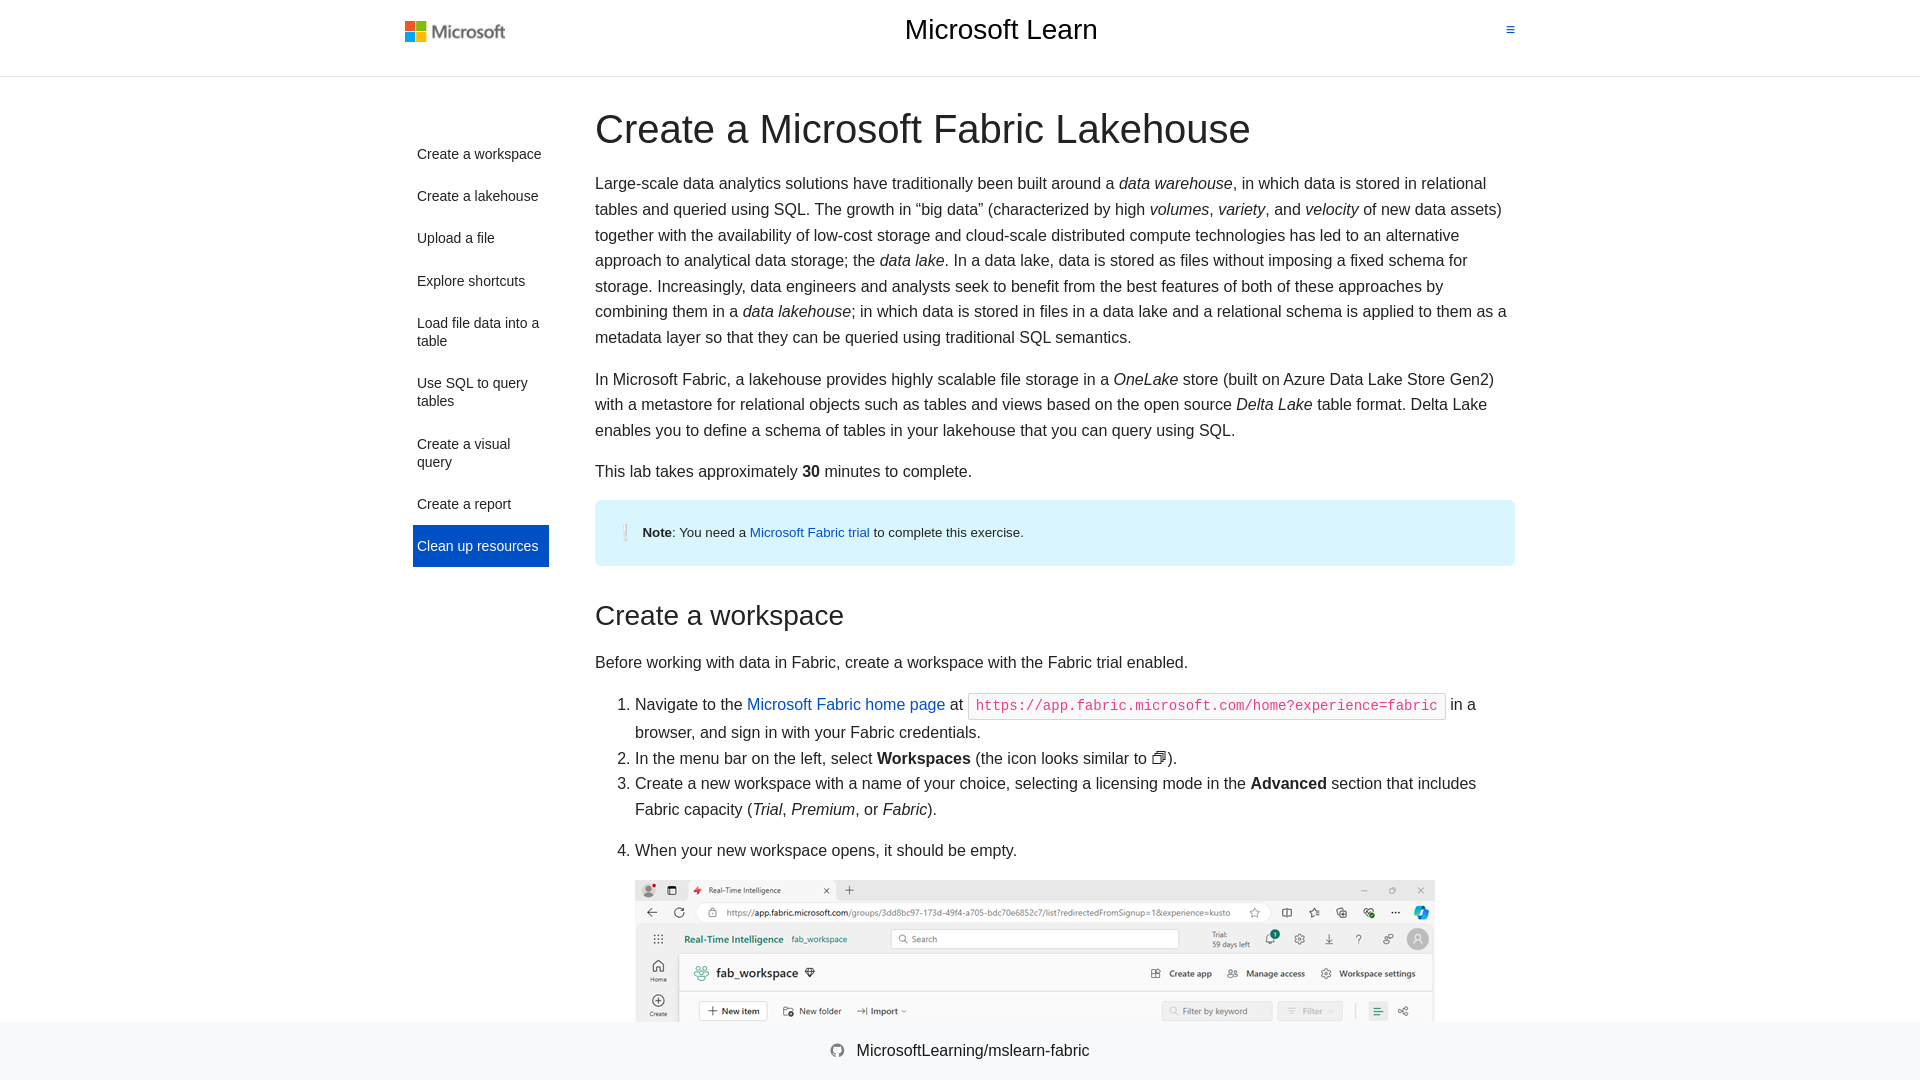 Microsoft
Microsoft Learn
≡
Create a workspace
Create a lakehouse
Upload a file
Explore shortcuts
Load file data into a
table
Use SQL to query
tables
Create a visual
query
Create a report
Clean up resources
Create a Microsoft Fabric Lakehouse
Large-scale data analytics solutions have traditionally been built around a data warehouse, in which data is stored in relational
tables and queried using SQL. The growth in “big data” (characterized by high volumes, variety, and velocity of new data assets)
together with the availability of low-cost storage and cloud-scale distributed compute technologies has led to an alternative
approach to analytical data storage; the data lake. In a data lake, data is stored as files without imposing a fixed schema for
storage. Increasingly, data engineers and analysts seek to benefit from the best features of both of these approaches by
combining them in a data lakehouse; in which data is stored in files in a data lake and a relational schema is applied to them as a
metadata layer so that they can be queried using traditional SQL semantics.
In Microsoft Fabric, a lakehouse provides highly scalable file storage in a OneLake store (built on Azure Data Lake Store Gen2)
with a metastore for relational objects such as tables and views based on the open source Delta Lake table format. Delta Lake
enables you to define a schema of tables in your lakehouse that you can query using SQL.
This lab takes approximately 30 minutes to complete.
❕ Note: You need a Microsoft Fabric trial to complete this exercise.
Create a workspace
Before working with data in Fabric, create a workspace with the Fabric trial enabled.
1. Navigate to the Microsoft Fabric home page at https://app.fabric.microsoft.com/home?experience=fabric in a
browser, and sign in with your Fabric credentials.
2. In the menu bar on the left, select Workspaces (the icon looks similar to 🗇).
3. Create a new workspace with a name of your choice, selecting a licensing mode in the Advanced section that includes
Fabric capacity (Trial, Premium, or Fabric).
4. When your new workspace opens, it should be empty.
Real-Time Intelligence
https://app.fabric.microsoft.com/groups/3dd8bc97-173d-49f4-a705-bdc70e6852c7/list?redirectedFromSignup=1&experience=kusto
Real-Time Intelligence fab_workspace Search Trial: 1
59 days left
Home fab_workspace Create app Manage access Workspace settings
Create New item New folder Import Filter by keyword Filter
MicrosoftLearning/mslearn-fabric